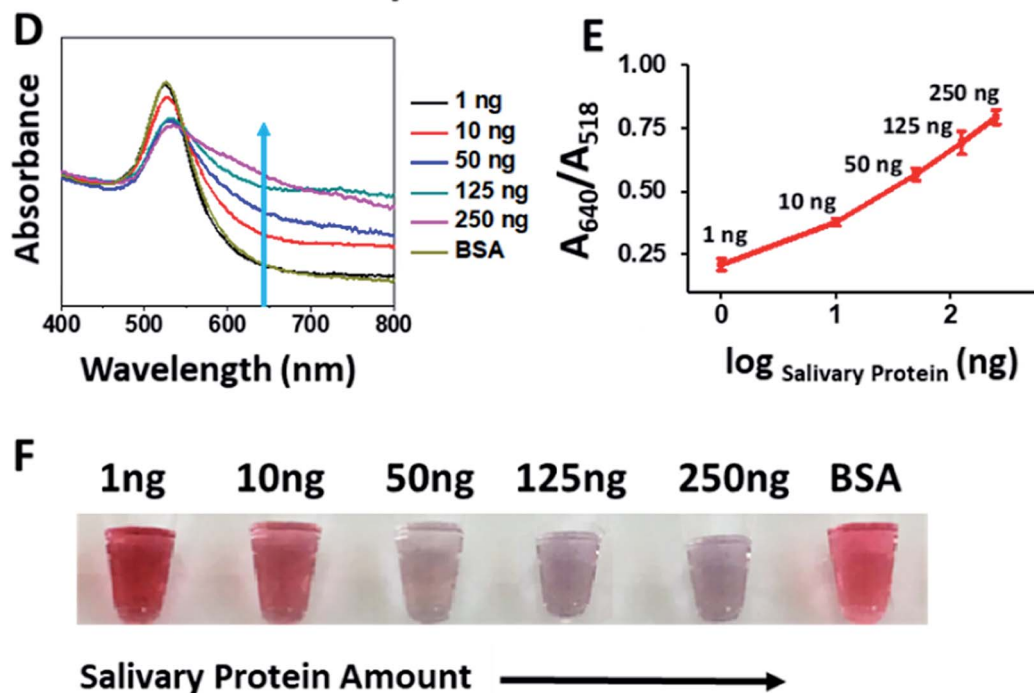 D
Absorbance
1 ng
10 ng
50 ng
125 ng
250 ng
BSA
400 500 600 700 800
Wavelength (nm)
E
A640/A518
1.00
0.75
0.50
0.25
1 ng
10 ng
50 ng
125 ng
250 ng
0 1 2
log Salivary Protein (ng)
F
1ng 10ng 50ng 125ng 250ng BSA
Salivary Protein Amount